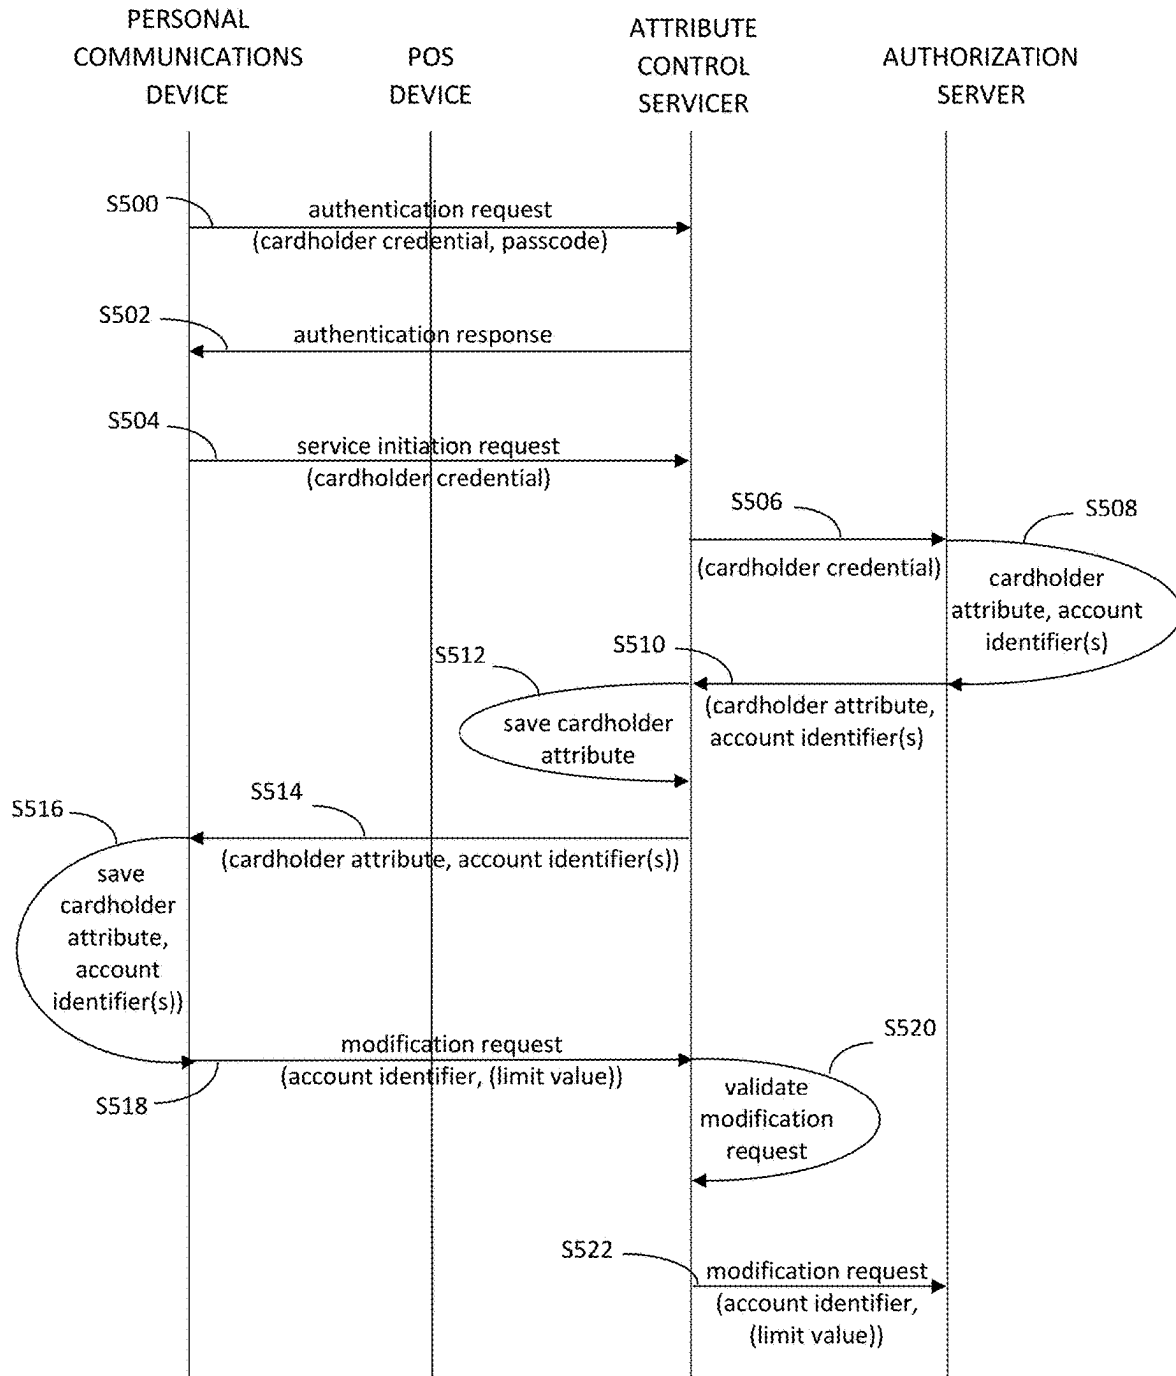 PERSONAL
COMMUNICATIONS
DEVICE
POS
DEVICE
ATTRIBUTE
CONTROL
SERVICER
AUTHORIZATION
SERVER
S500
authentication request
(cardholder credential, passcode)
S502
authentication response
S504
service initiation request
(cardholder credential)
S506
(cardholder credential)
S508
cardholder
attribute, account
identifier(s)
S510
(cardholder attribute,
account identifier(s)
S512
save cardholder
attribute
S514
(cardholder attribute, account identifier(s))
S516
save
cardholder
attribute,
account
identifier(s))
modification request
(account identifier, (limit value))
S518
S520
validate
modification
request
S522
modification request
(account identifier,
(limit value))